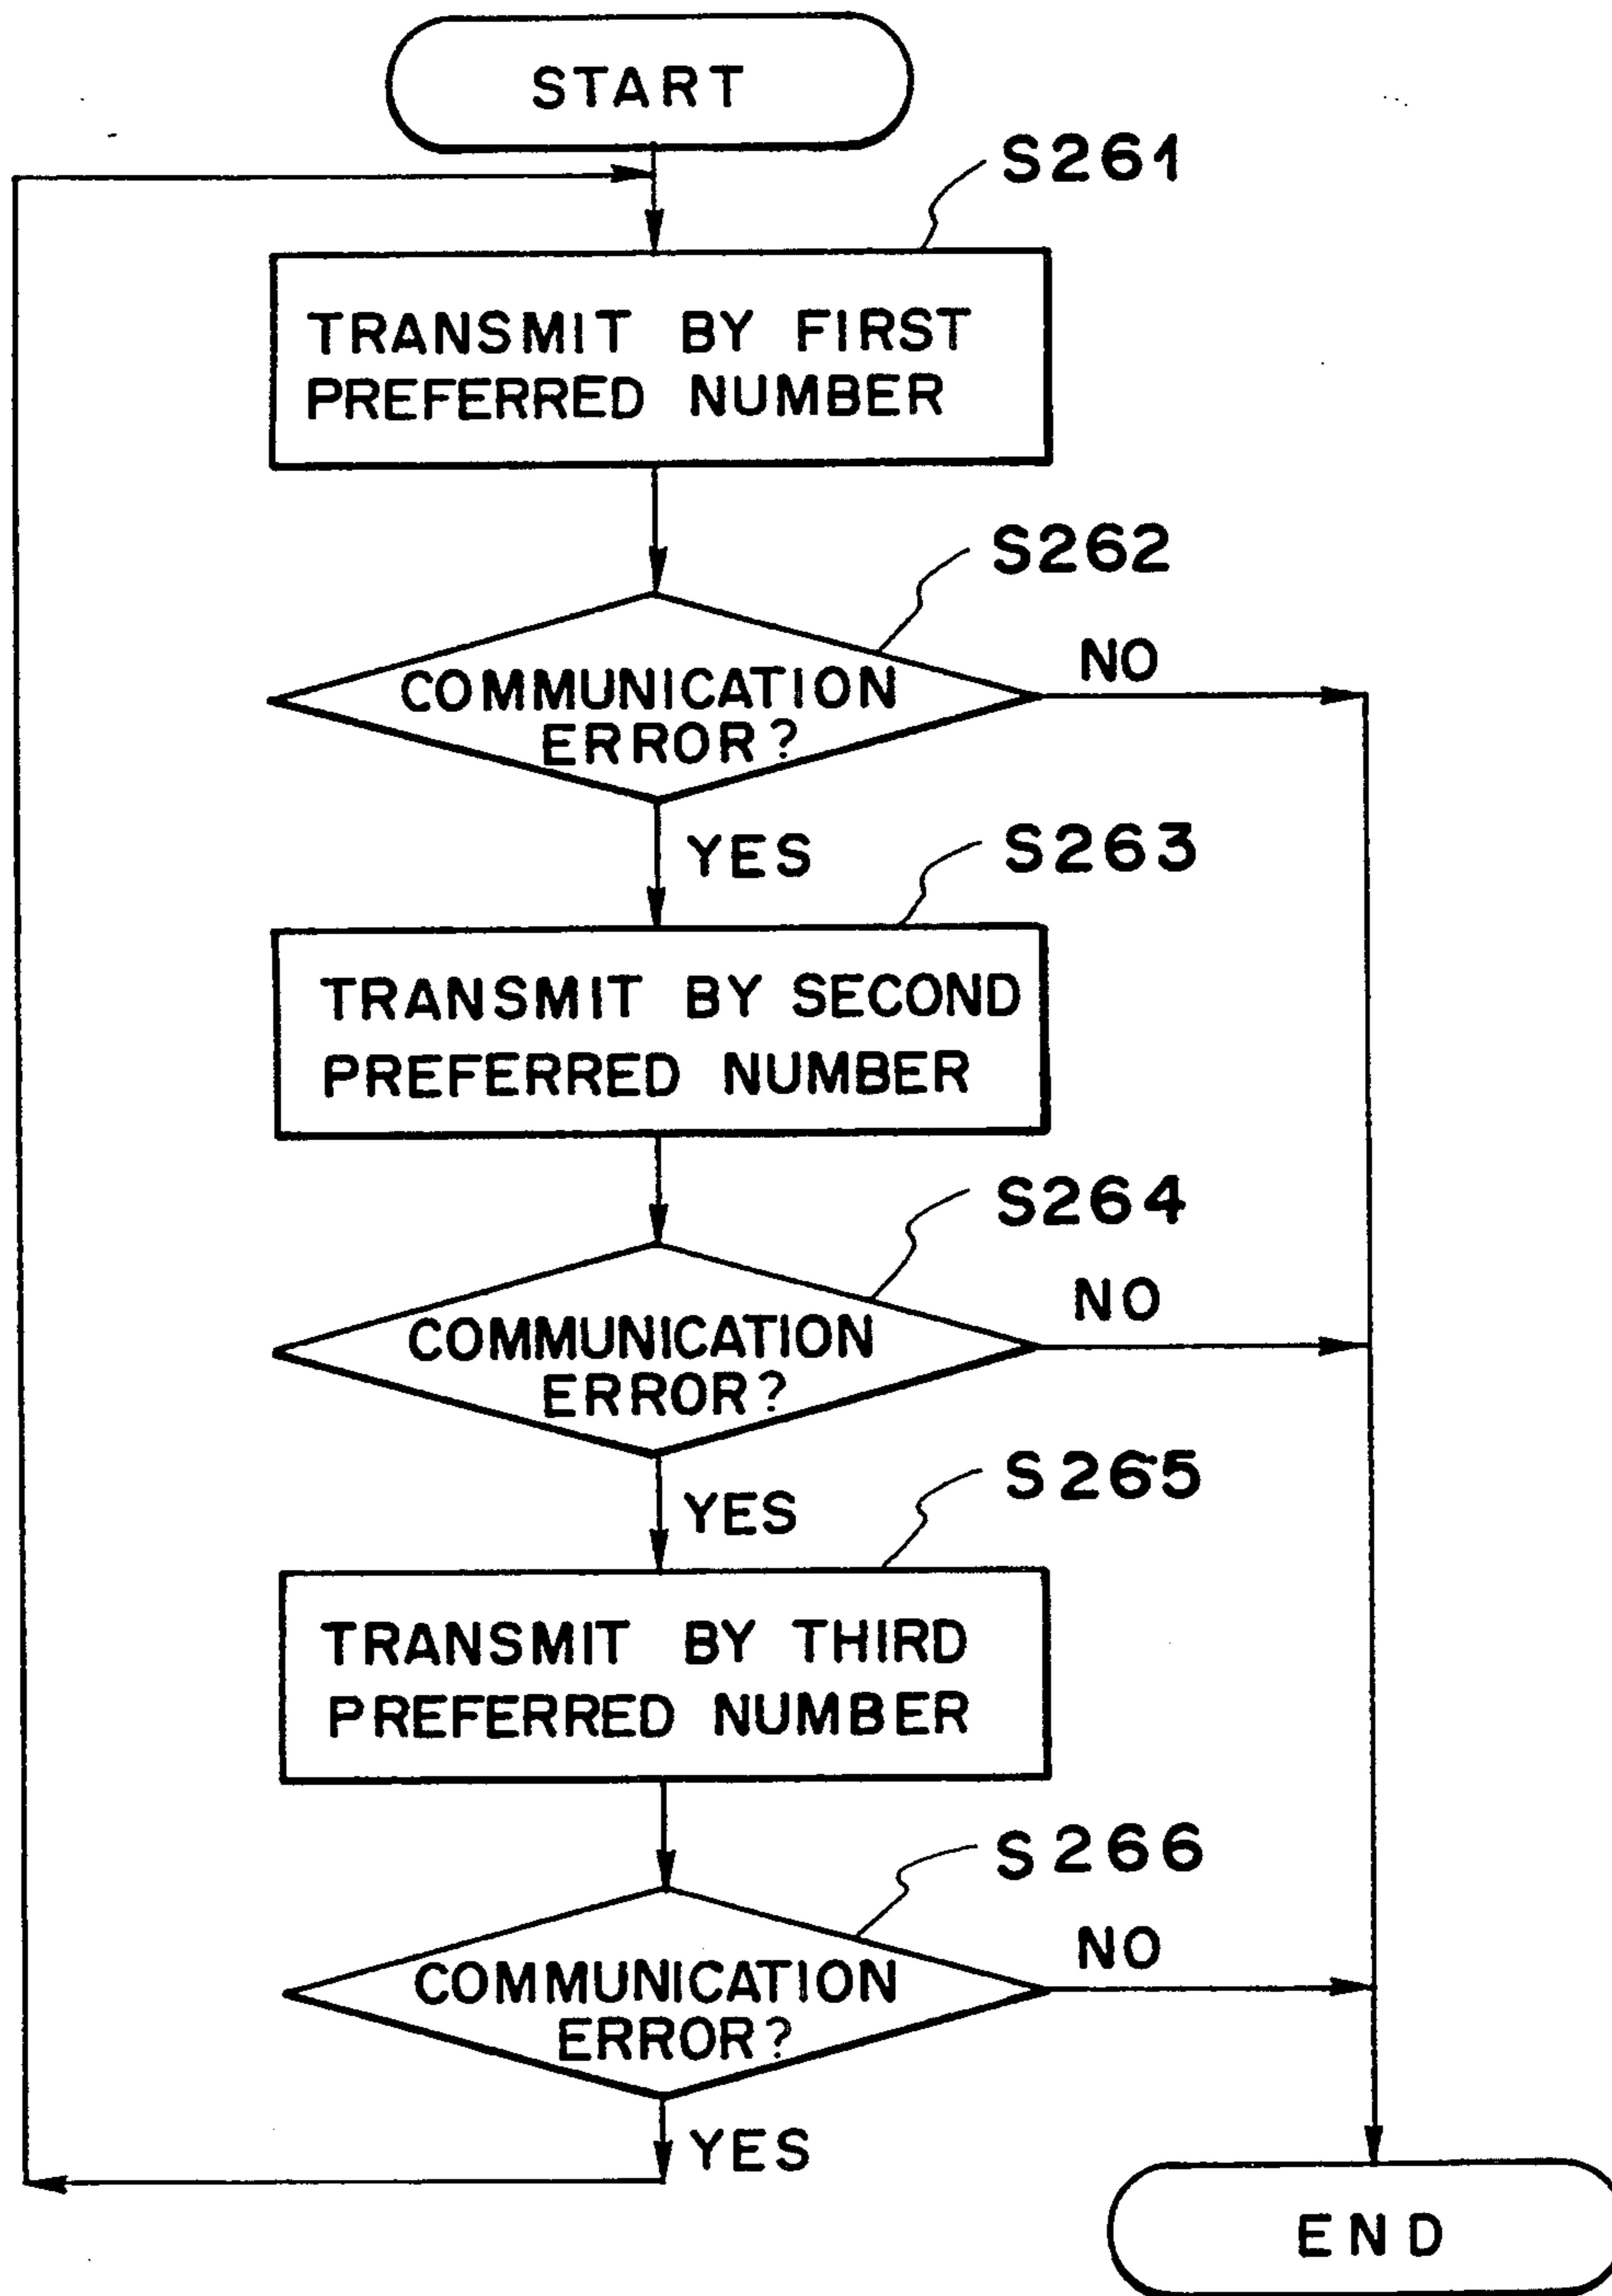 START
S261
TRANSMIT BY FIRST
PREFERRED NUMBER
S262
COMMUNICATION
ERROR?
NO
YES
S263
TRANSMIT BY SECOND
PREFERRED NUMBER
S264
COMMUNICATION
ERROR?
NO
YES
S265
TRANSMIT BY THIRD
PREFERRED NUMBER
S266
COMMUNICATION
ERROR?
NO
YES
END